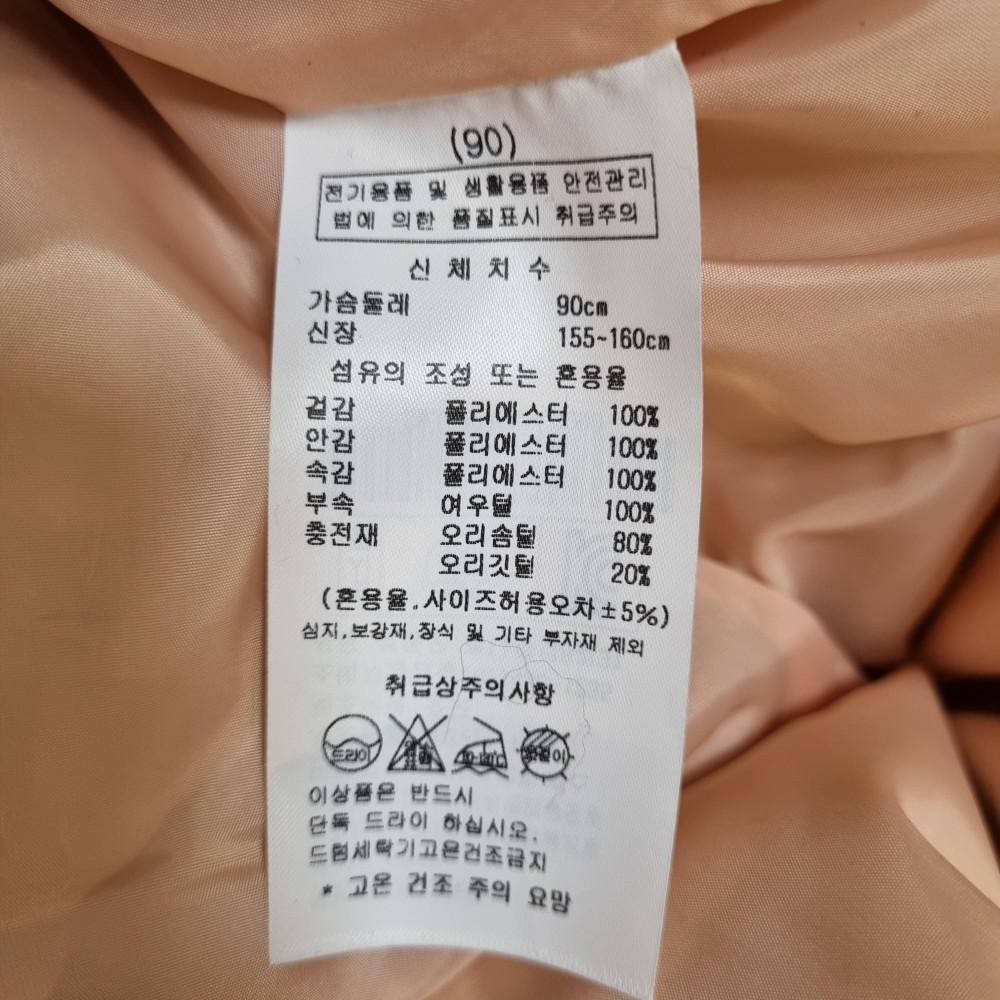 (90)
전기용품 및 생활용품 안전관리
법에 의한 품질표시 취급주의
신 체 치 수
가슴둘레 90cm
신장 155~160cm
섬유의 조성 또는 혼용율
겉감 폴리에스터 100%
안감 폴리에스터 100%
속감 폴리에스터 100%
부속 여우털 100%
충전재 오리솜털 80%
오리깃털 20%
(혼용율.사이즈허용오차±5%)
심지,보강재,장식 및 기타 부자재 제외
취급상주의사항
드라이
이상품은 반드시
단독 드라이 하십시오.
드럼세탁기고온건조금지
* 고온 건조 주의 요망